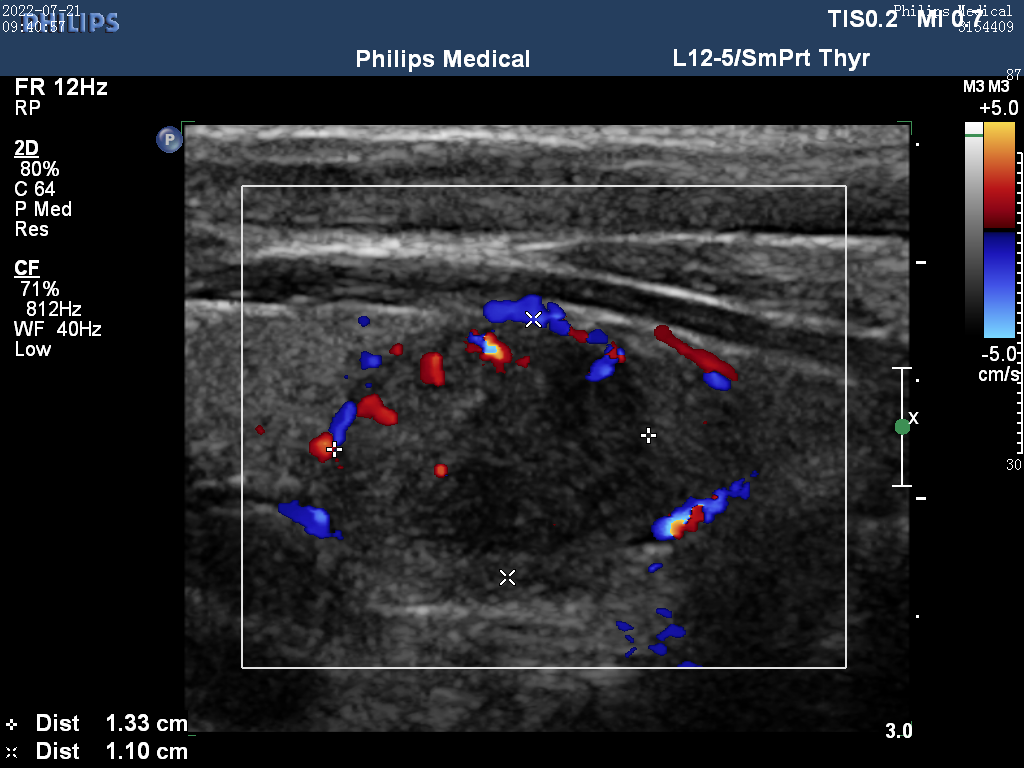 2022-07-21
09:40:57
PHILIPS
TIS0.2 MI 0.7
Philips Medical
Philips Medical
L12-5/SmPrt Thyr
FR 12Hz
RP
2D
80%
C 64
P Med
Res
CF
71%
812Hz
WF 40Hz
Low
P
87
M3 M3
+5.0
-5.0
cm/s
X
30
3.0
Dist 1.33 cm
Dist 1.10 cm